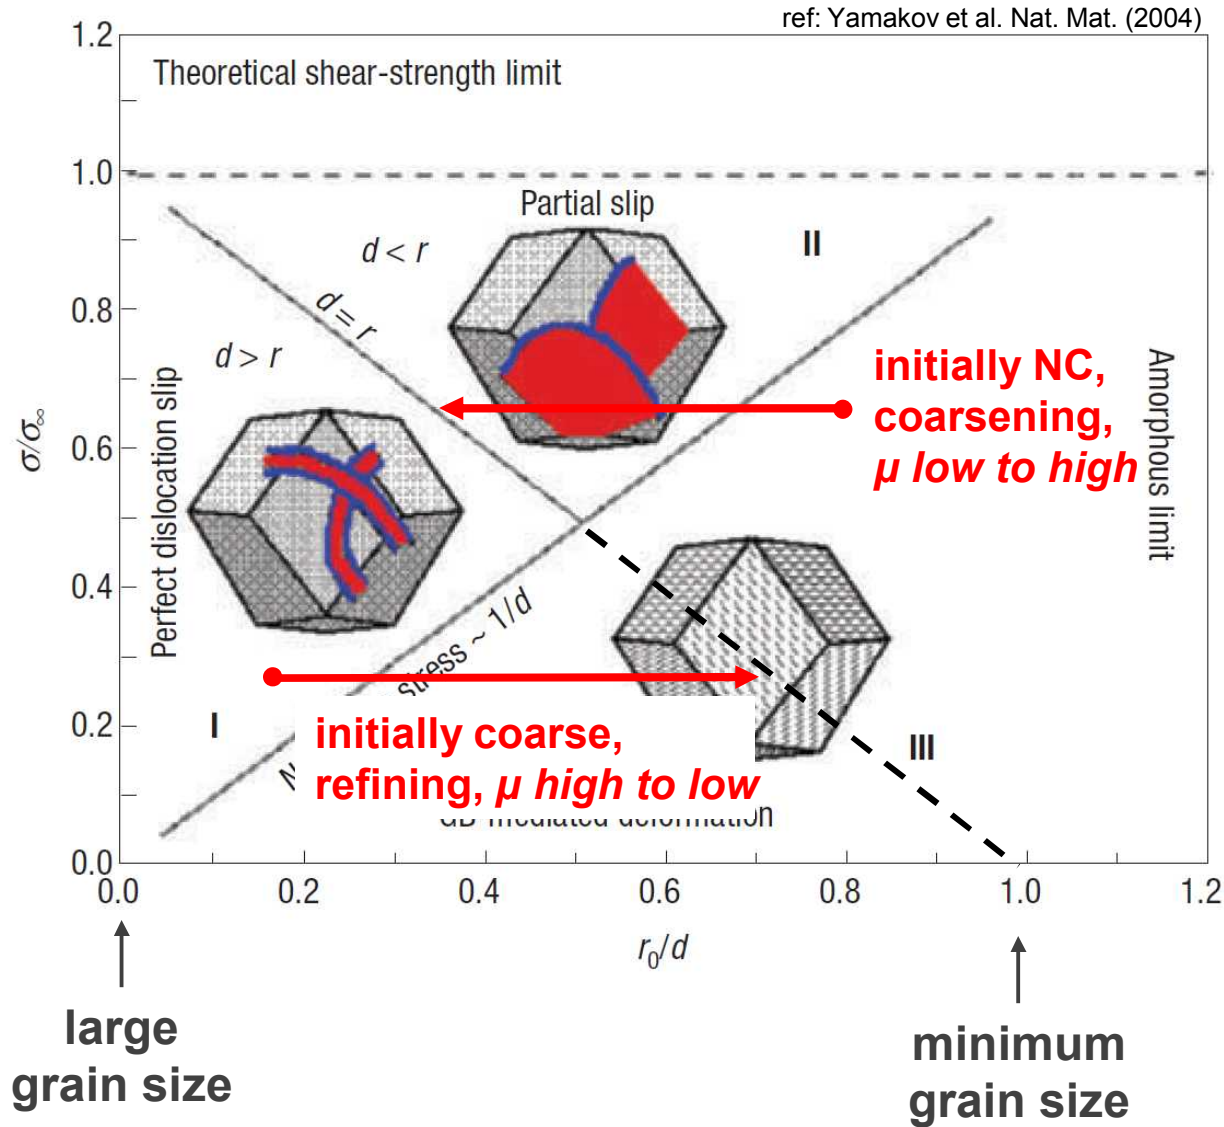 ref: Yamakov et al. Nat. Mat. (2004)
1.2
Theoretical shear-strength limit
1.0
Partial slip
II
d < r
d = r
0.8
d > r
initially NC,
coarsening,
μ low to high
Amorphous limit
σ/σ∞
0.6
Perfect dislocation slip
0.4
stress ~ 1/d
0.2
I
initially coarse,
refining, μ high to low
III
0.0
0.0
0.2
0.4
0.6
0.8
1.0
1.2
r0/d
large
grain size
minimum
grain size